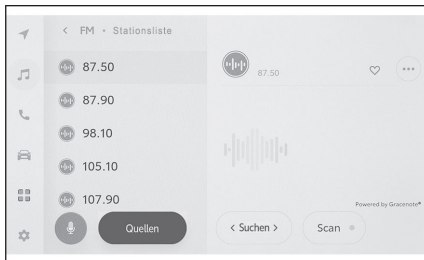 < FM • Stationsliste
87.50
87.90
98.10
105.10
107.90
Quellen
87.50
Powered by Gracenote®
< Suchen >
Scan